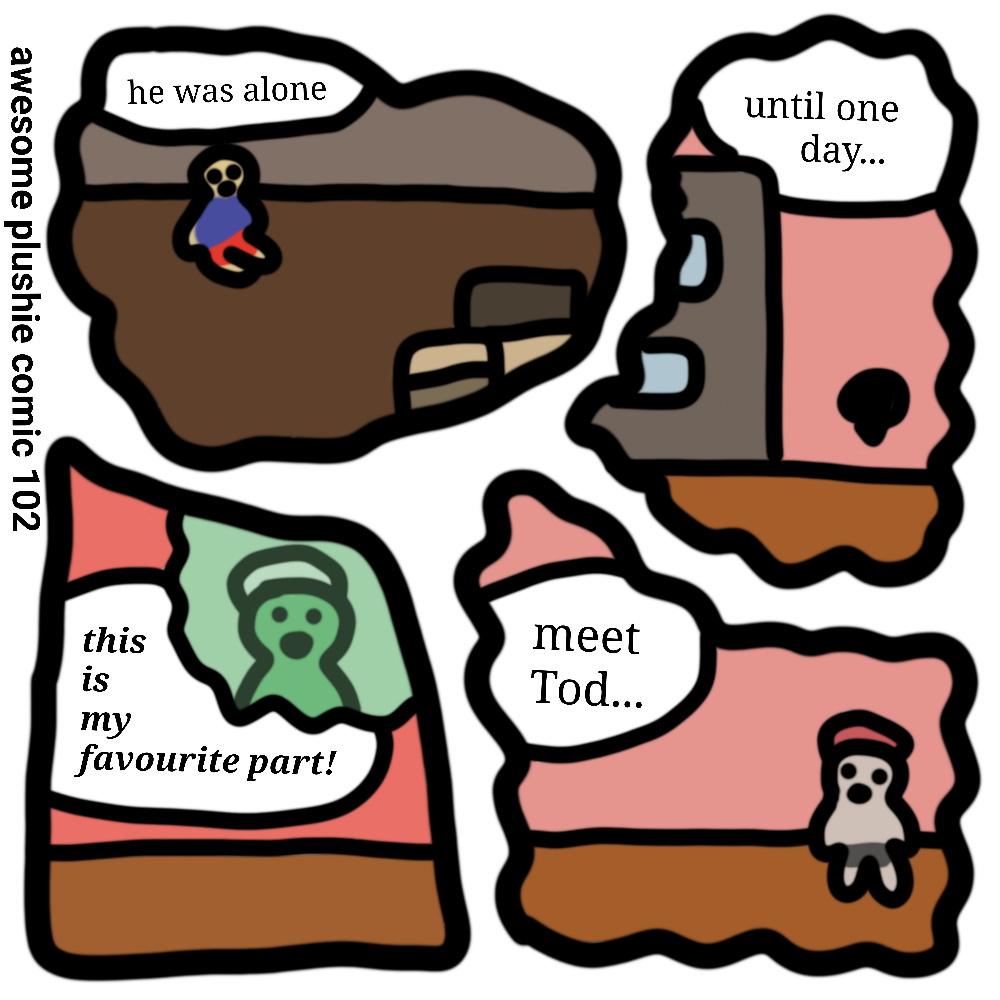 awesome plushie comic 102
he was alone
until one
day...
this
is
my
favourite part!
meet
Tod...